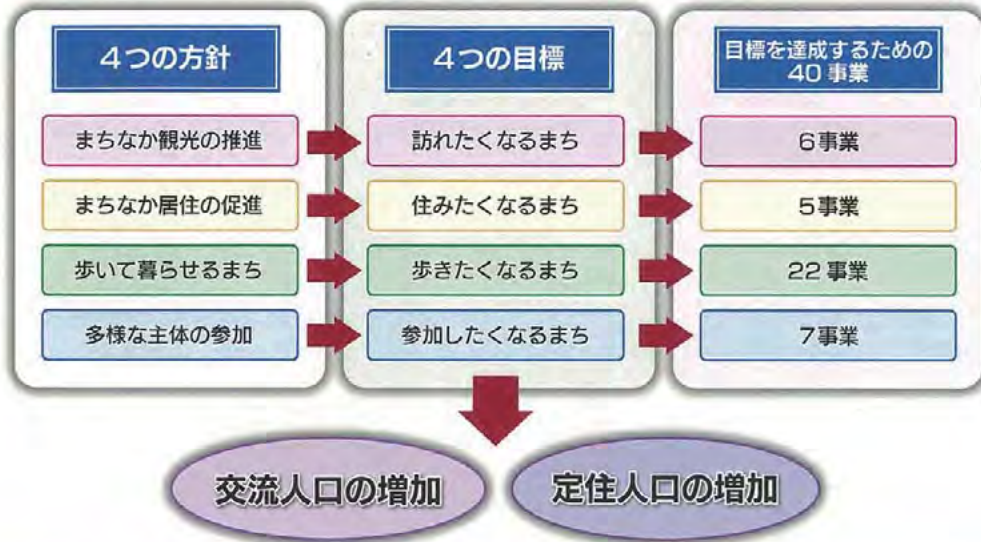 4つの方針
4つの目標
目標を達成するための
40事業
まちなか観光の推進
訪れたくなるまち
6事業
まちなか居住の促進
住みたくなるまち
5事業
歩いて暮らせるまち
歩きたくなるまち
22事業
多様な主体の参加
参加したくなるまち
7事業
交流人口の増加
定住人口の増加